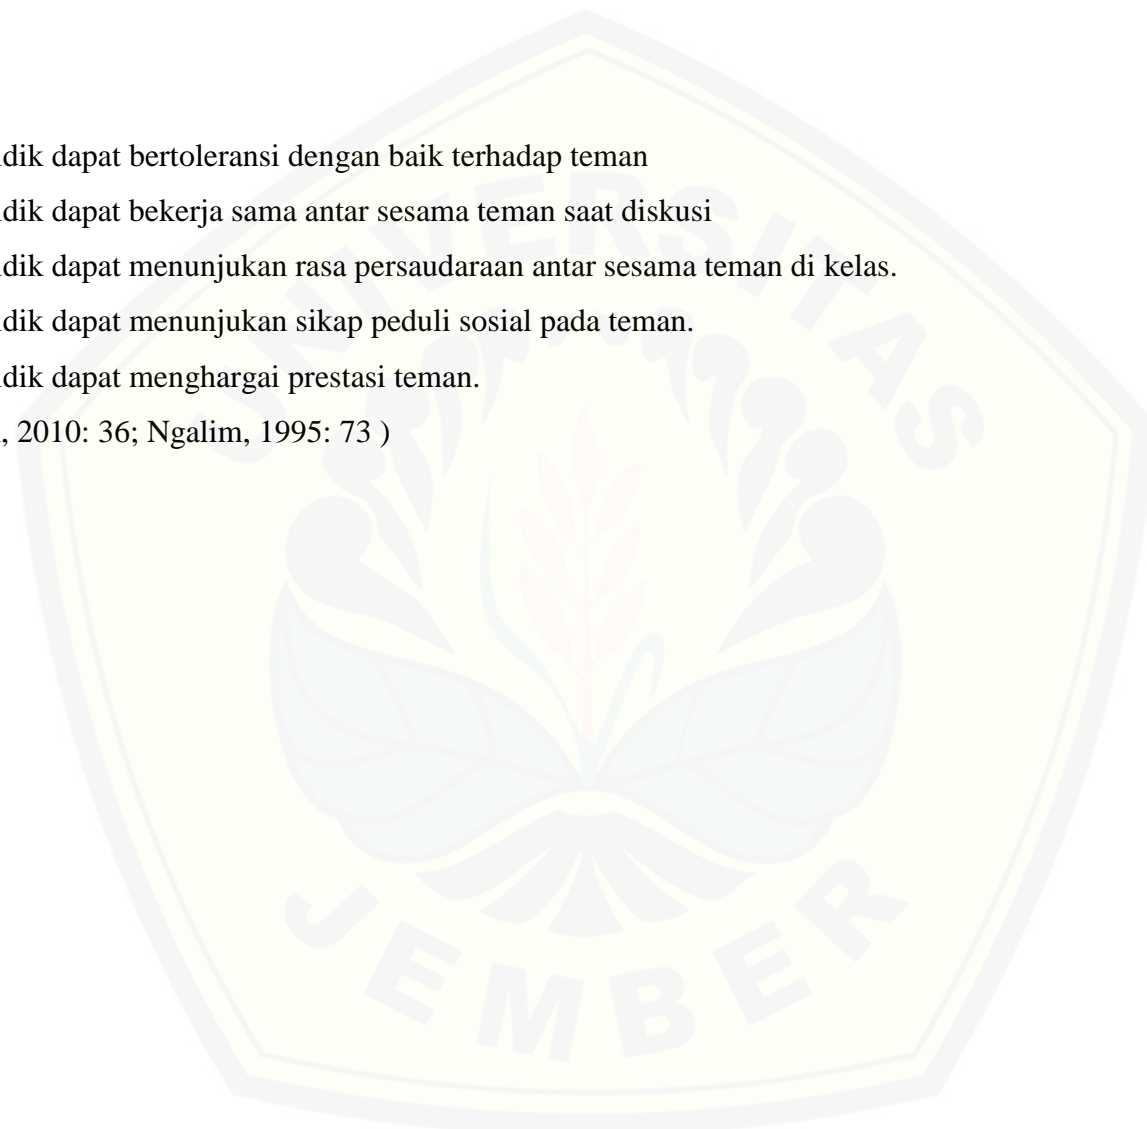 dik dapat bertoleransi dengan baik terhadap teman
dik dapat bekerja sama antar sesama teman saat diskusi
dik dapat menunjukan rasa persaudaraan antar sesama teman di kelas.
dik dapat menunjukan sikap peduli sosial pada teman.
dik dapat menghargai prestasi teman.
, 2010: 36; Ngalim, 1995: 73 )
UNIVERSITAS
JEMBER